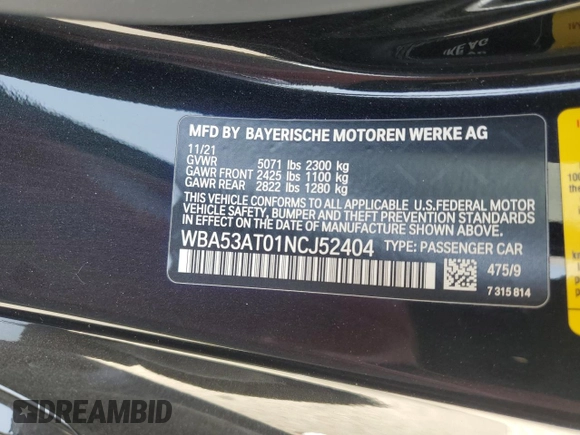 MFD BY BAYERISCHE MOTOREN WERKE AG
11/21
GVWR 5071 lbs 2300 kg
GAWR FRONT 2425 lbs 1100 kg
GAWR REAR 2822 lbs 1280 kg
THIS VEHICLE CONFORMS TO ALL APPLICABLE U.S.FEDERAL MOTOR
VEHICLE SAFETY, BUMPER AND THEFT PREVENTION STANDARDS
IN EFFECT ON THE DATE OF MANUFACTURE SHOWN ABOVE.
WBA53AT01NCJ52404 TYPE: PASSENGER CAR
475/9
7 315 814
DREAMBID